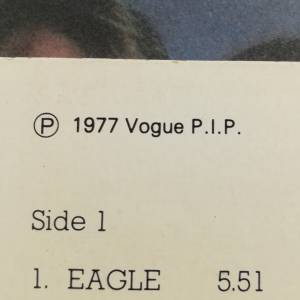 ℗ 1977 Vogue P.I.P.
Side 1
1. EAGLE 5.51